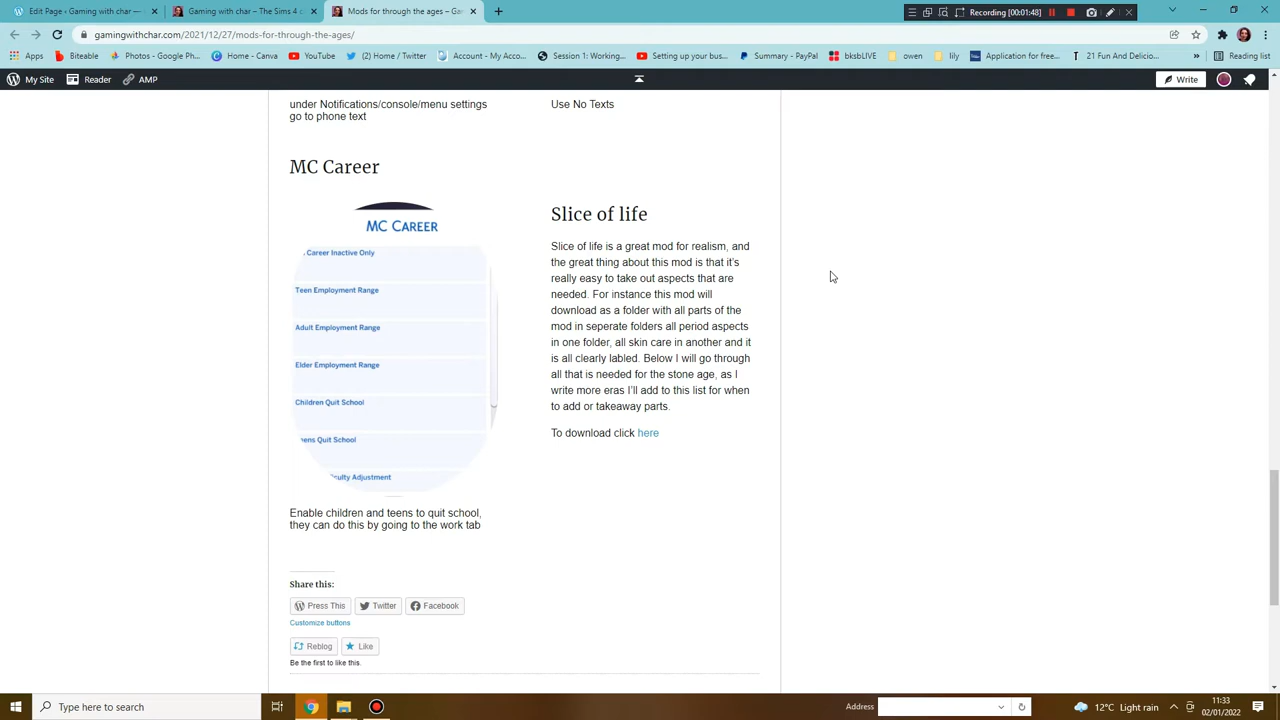 Edit Page ‹ Gaming with char —
Gaming with char – The Sims 4
Mods for through the ages – Ga
Recording [00:01:48]
gamingwithchar.com/2021/12/27/mods-for-through-the-ages/
Apps Biteable Photos - Google Ph... Home - Canva YouTube (2) Home / Twitter Account - My Acco... Session 1: Working... Setting up your bus... Summary - PayPal bksbLIVE owen lily Application for free... 21 Fun And Delicio... » Reading list
My Site Reader AMP Write
under Notifications/console/menu settings
go to phone text
Use No Texts
MC Career
MC Career
Career Inactive Only
Teen Employment Range
Adult Employment Range
Elder Employment Range
Children Quit School
eens Quit School
culty Adjustment
Enable children and teens to quit school,
they can do this by going to the work tab
Slice of life
Slice of life is a great mod for realism, and
the great thing about this mod is that it's
really easy to take out aspects that are
needed. For instance this mod will
download as a folder with all parts of the
mod in seperate folders all period aspects
in one folder, all skin care in another and it
is all clearly labled. Below I will go through
all that is needed for the stone age, as I
write more eras I'll add to this list for when
to add or takeaway parts.
To download click here
Share this:
Press This Twitter Facebook
Customize buttons
Reblog Like
Be the first to like this.
Type here to search
Address
12°C Light rain
11:33
02/01/2022